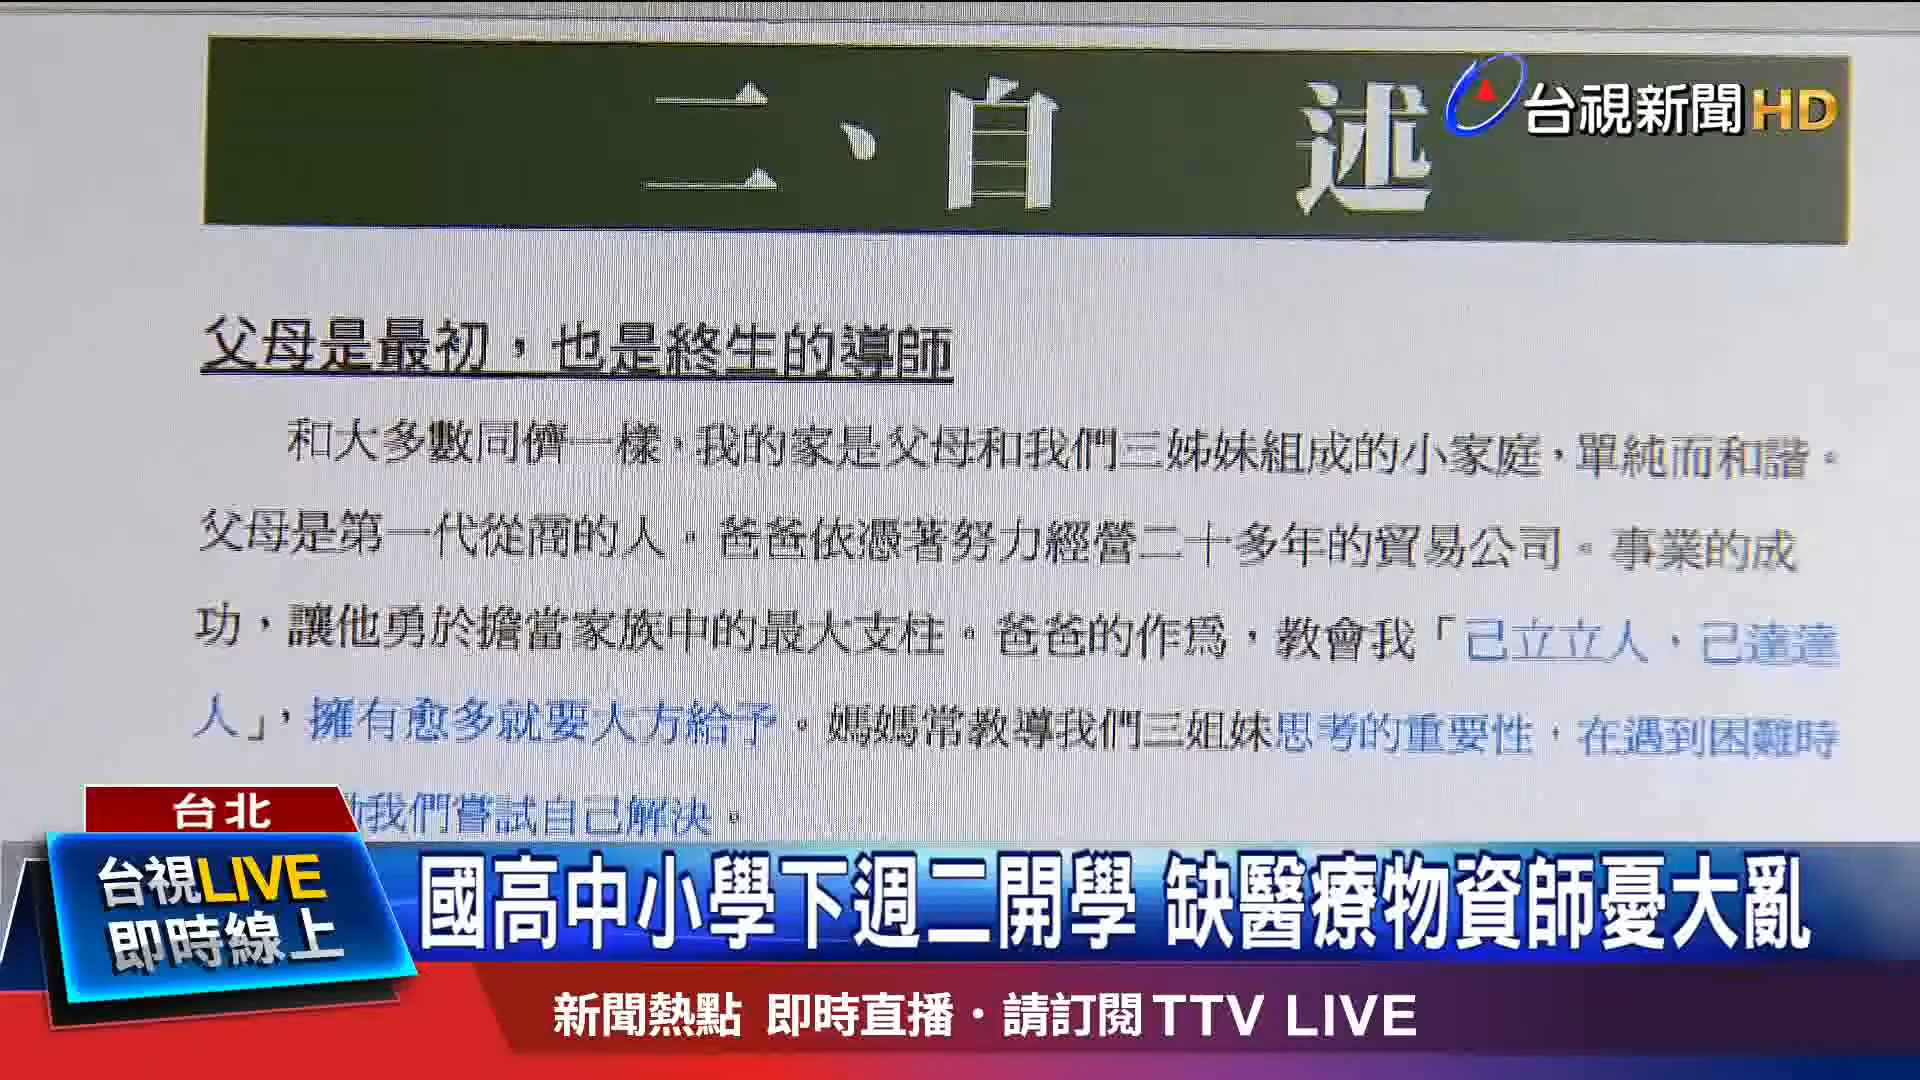 二、自 述
台視新聞HD
父母是最初，也是終生的導師
和大多數同儕一樣，我的家是父母和我們三姊妹組成的小家庭，單純而和諧。
父母是第一代從商的人。爸爸依憑著努力經營二十多年的貿易公司。事業的成
功，讓他勇於擔當家族中的最大支柱。爸爸的作為，教會我「己立立人，己達達
人」，擁有愈多就要大方給予。媽媽常教導我們三姐妹思考的重要性，在遇到困難時
我們嘗試自己解決。
台北
台視LIVE
即時線上
國高中小學下週二開學 缺醫療物資師憂大亂
新聞熱點 即時直播・請訂閱TTV LIVE